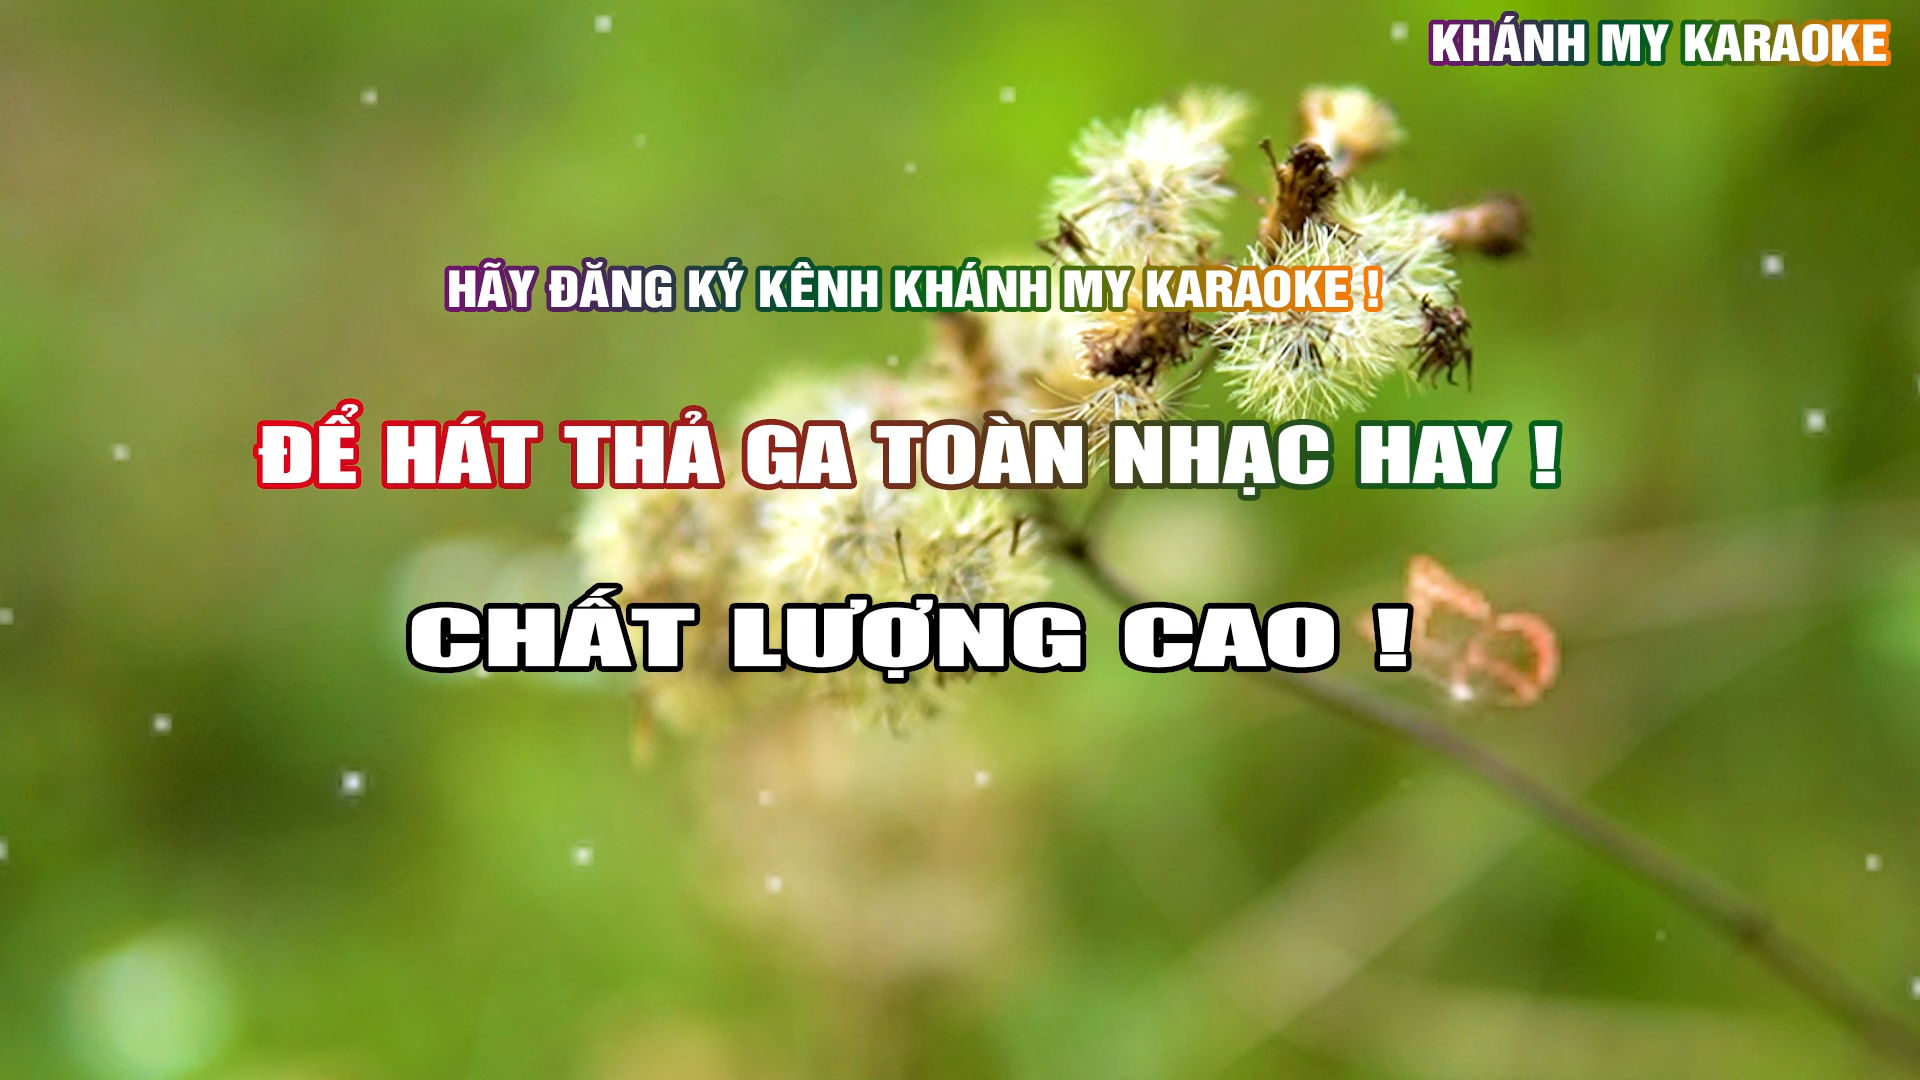 KHÁNH MY KARAOKE
HÃY ĐĂNG KÝ KÊNH KHÁNH MY KARAOKE !
ĐỂ HÁT THẢ GA TOÀN NHẠC HAY !
CHẤT LƯỢNG CAO !